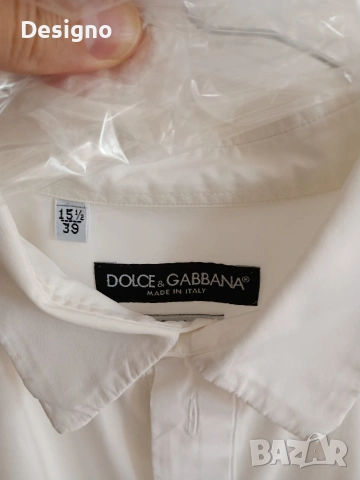 Designo
15½
39
DOLCE & GABBANA®
MADE IN ITALY
BAZAR